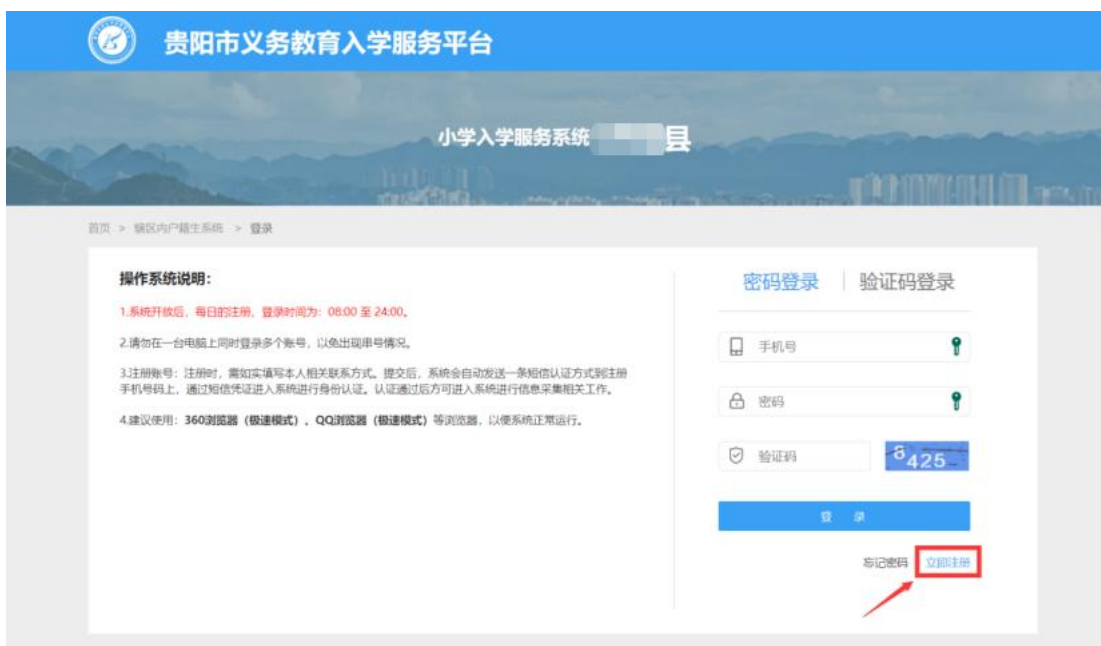 贵阳市义务教育入学服务平台
小学入学服务系统 县
首页 > 辖区内户籍生系统 > 登录
操作系统说明：
1.系统开放后，每日的注册、登录时间为：08:00 至 24:00。
2.请勿在一台电脑上同时登录多个账号，以免出现串号情况。
3.注册账号：注册时，需如实填写本人相关联系方式。提交后，系统会自动发送一条短信认证方式到注册
手机号码上，通过短信凭证进入系统进行身份认证。认证通过后方可进入系统进行信息采集相关工作。
4.建议使用：360浏览器（极速模式）、QQ浏览器（极速模式）等浏览器，以便系统正常运行。
密码登录 验证码登录
手机号
密码
验证码 8425
登 录
忘记密码 立即注册